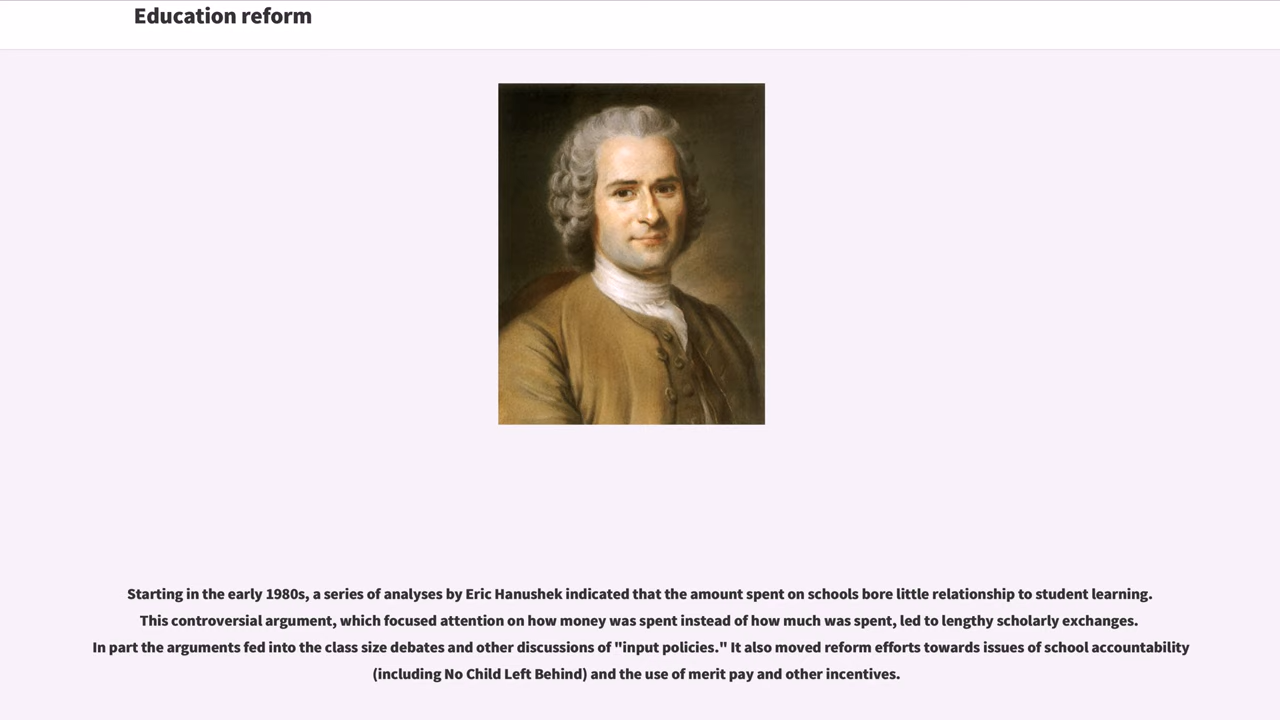 Education reform
Starting in the early 1980s, a series of analyses by Eric Hanushek indicated that the amount spent on schools bore little relationship to student learning.
This controversial argument, which focused attention on how money was spent instead of how much was spent, led to lengthy scholarly exchanges.
In part the arguments fed into the class size debates and other discussions of "input policies." It also moved reform efforts towards issues of school accountability
(including No Child Left Behind) and the use of merit pay and other incentives.